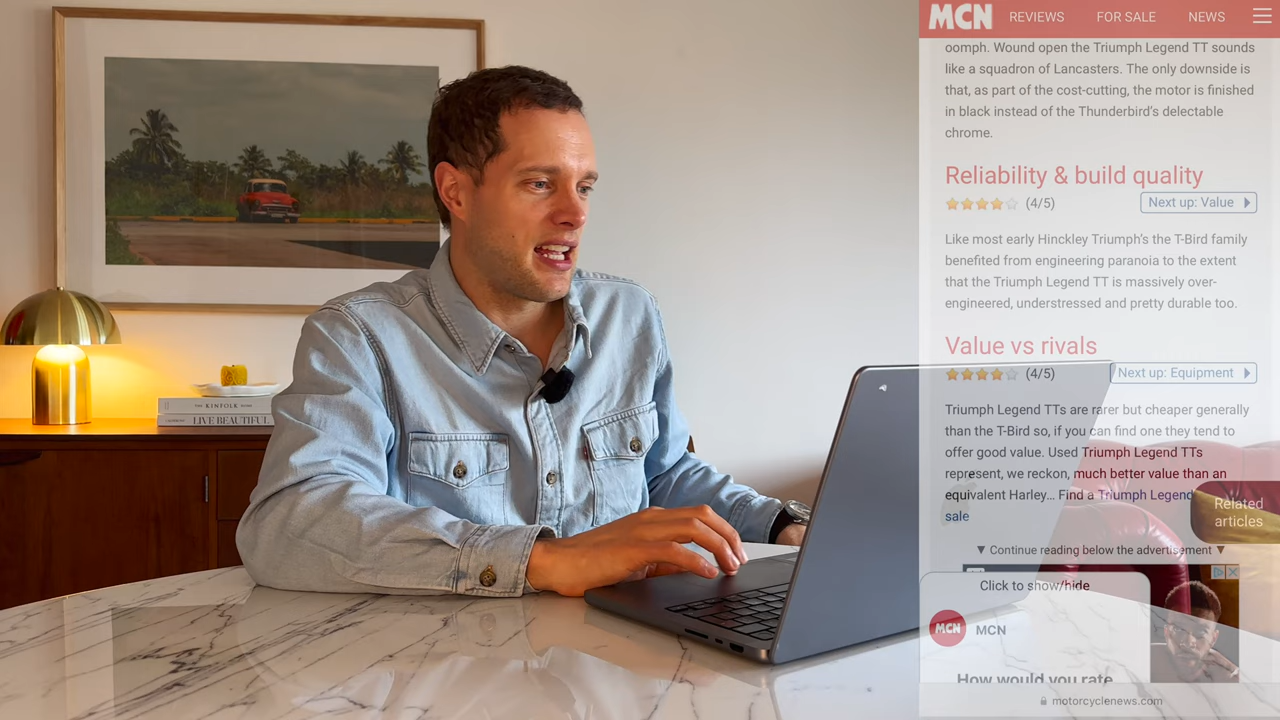 MCN REVIEWS FOR SALE NEWS
oomph. Wound open the Triumph Legend TT sounds
like a squadron of Lancasters. The only downside is
that, as part of the cost-cutting, the motor is finished
in black instead of the Thunderbird's delectable
chrome.
Reliability & build quality
(4/5) Next up: Value
Like most early Hinckley Triumph's the T-Bird family
benefited from engineering paranoia to the extent
that the Triumph Legend TT is massively over-
engineered, understressed and pretty durable too.
Value vs rivals
(4/5) Next up: Equipment
Triumph Legend TTs are rarer but cheaper generally
than the T-Bird so, if you can find one they tend to
offer good value. Used Triumph Legend TTs
represent, we reckon, much better value than an
equivalent Harley... Find a Triumph Legend
sale
Related
articles
▼ Continue reading below the advertisement ▼
Click to show/hide
MCN MCN
How would you rate
motorcyclenews.com
THE KINFOLK
LIVE BEAUTIFUL